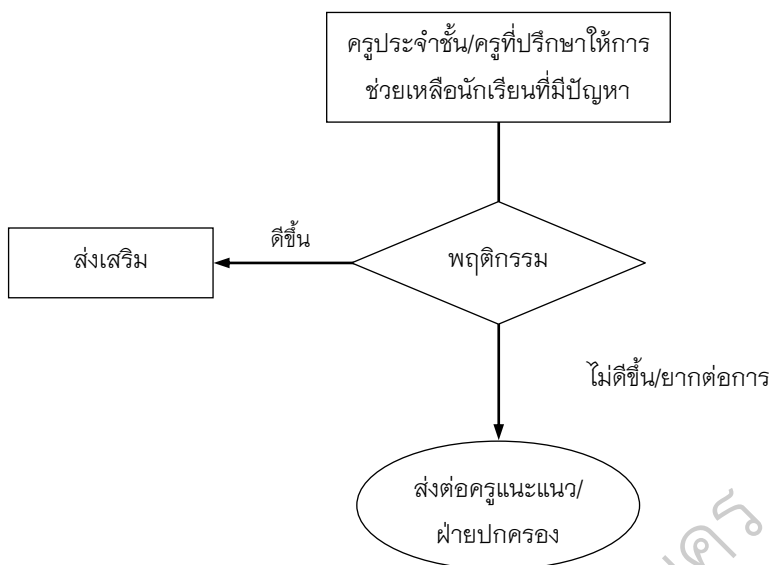 ครูประจำชั้น/ครูที่ปรึกษาให้การ
ช่วยเหลือนักเรียนที่มีปัญหา
ดีขึ้น
ส่งเสริม
พฤติกรรม
ไม่ดีขึ้น/ยากต่อการ
ส่งต่อครูแนะแนว/
ฝ่ายปกครอง